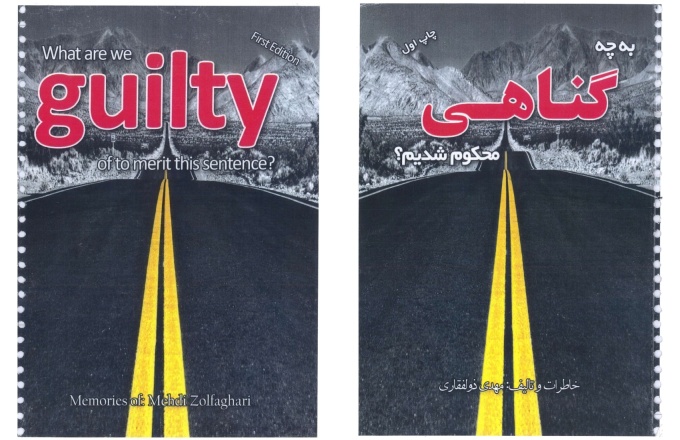 What are we
First Edition
guilty
of to merit this sentence?
Memories of: Mehdi Zolfaghari
چاپ اول
به چه
گناهی
محکوم شدیم؟
خاطرات و تالیف: مهدی ذوالفقاری